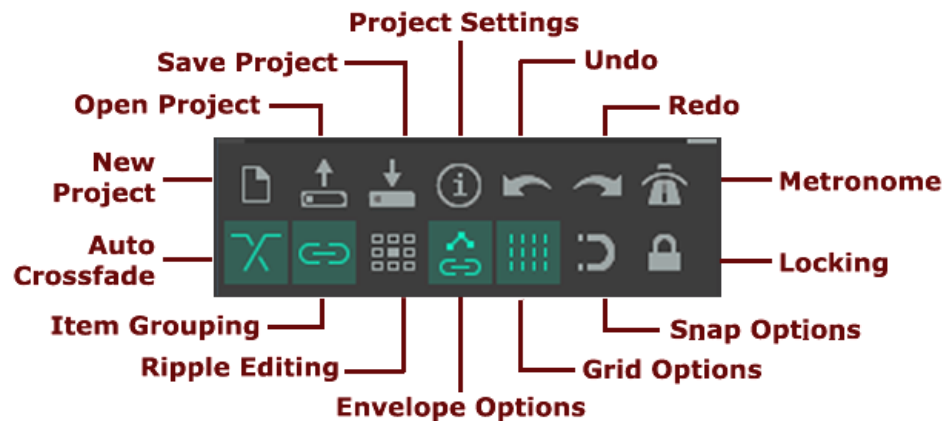 Project Settings
Save Project
Undo
Open Project
Redo
New
Project
Metronome
Auto
Crossfade
Locking
Item Grouping
Snap Options
Ripple Editing
Grid Options
Envelope Options